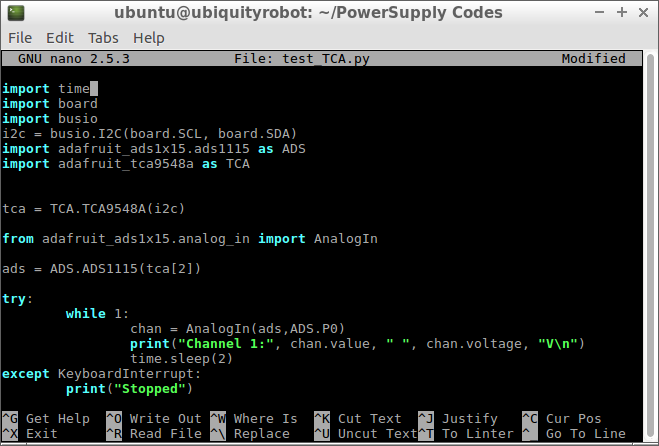 ubuntu@ubiquityrobot: ~/PowerSupply Codes
File Edit Tabs Help
GNU nano 2.5.3 File: test_TCA.py Modified
import time
import board
import busio
i2c = busio.I2C(board.SCL, board.SDA)
import adafruit_ads1x15.ads1115 as ADS
import adafruit_tca9548a as TCA
tca = TCA.TCA9548A(i2c)
from adafruit_ads1x15.analog_in import AnalogIn
ads = ADS.ADS1115(tca[2])
try:
while 1:
chan = AnalogIn(ads,ADS.P0)
print("Channel 1:", chan.value, " ", chan.voltage, "V\n")
time.sleep(2)
except KeyboardInterrupt:
print("Stopped")
^G Get Help ^O Write Out ^W Where Is ^K Cut Text ^J Justify ^C Cur Pos
^X Exit ^R Read File ^\ Replace ^U Uncut Text ^T To Linter ^_ Go To Line